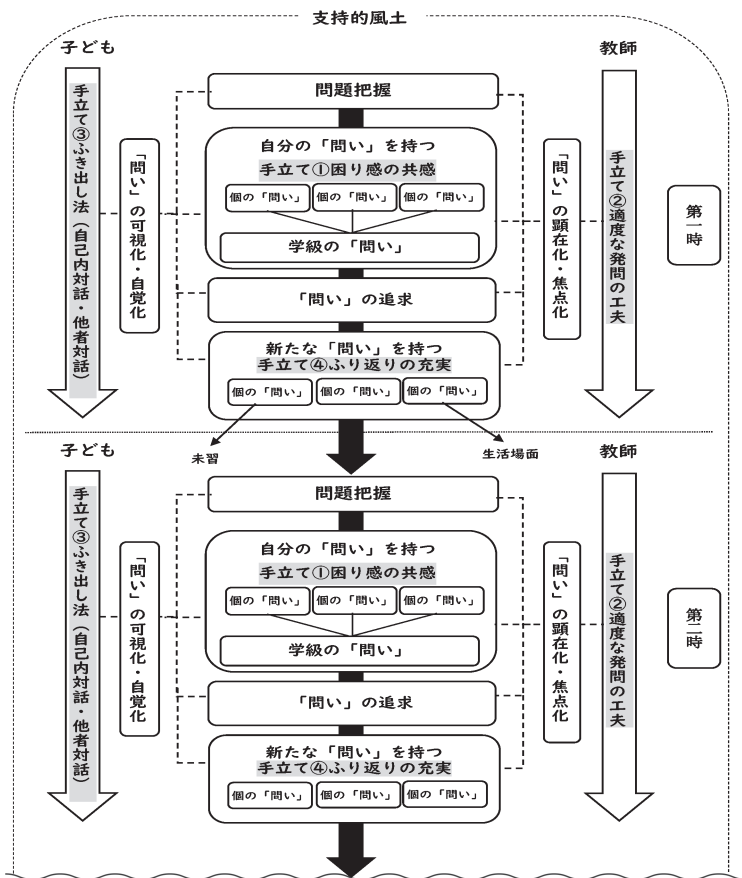 支持的風土
子ども
教師
問題把握
自分の「問い」を持つ
手立て①困り感の共感
個の「問い」
個の「問い」
個の「問い」
学級の「問い」
「問い」の追求
新たな「問い」を持つ
手立て④ふり返りの充実
個の「問い」
個の「問い」
個の「問い」
手立て③ふき出し法（自己内対話・他者対話）
「問い」の可視化・自覚化
「問い」の顕在化・焦点化
手立て②適度な発問の工夫
第一時
未習
生活場面
子ども
教師
問題把握
自分の「問い」を持つ
手立て①困り感の共感
個の「問い」
個の「問い」
個の「問い」
学級の「問い」
「問い」の追求
新たな「問い」を持つ
手立て④ふり返りの充実
個の「問い」
個の「問い」
個の「問い」
手立て③ふき出し法（自己内対話・他者対話）
「問い」の可視化・自覚化
「問い」の顕在化・焦点化
手立て②適度な発問の工夫
第二時